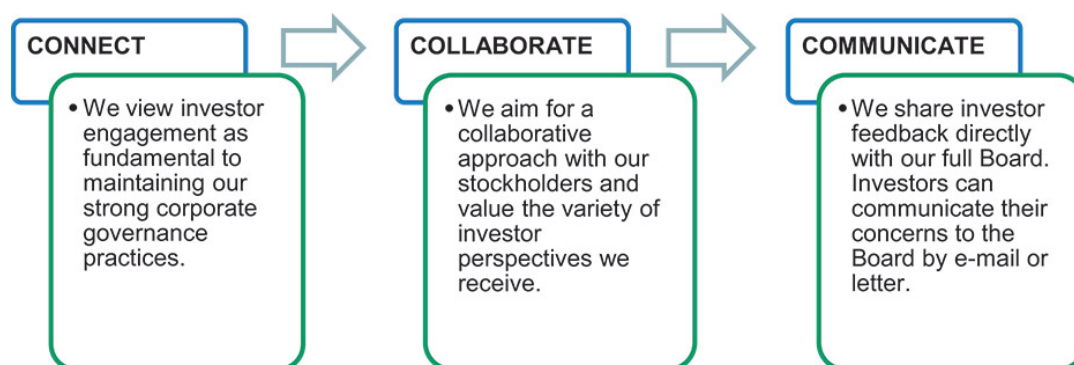 CONNECT
• We view investor
engagement as
fundamental to
maintaining our
strong corporate
governance
practices.
COLLABORATE
• We aim for a
collaborative
approach with our
stockholders and
value the variety of
investor
perspectives we
receive.
COMMUNICATE
• We share investor
feedback directly
with our full Board.
Investors can
communicate their
concerns to the
Board by e-mail or
letter.